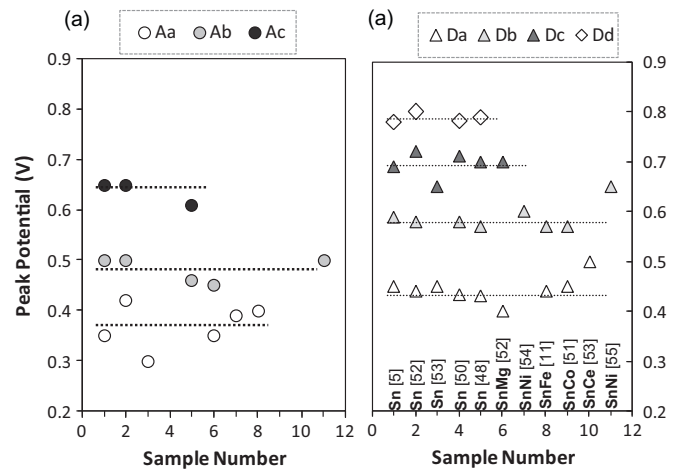 (a)
Aa Ab Ac
0.9
0.8
0.7
0.6
0.5
0.4
0.3
0.2
Peak Potential (V)
0 2 4 6 8 10 12
Sample Number
(a)
Da Db Dc Dd
0.9
0.8
0.7
0.6
0.5
0.4
0.3
0.2
Sn [5]
Sn [52]
Sn [53]
Sn [50]
Sn [48]
SnMg [52]
SnNi [54]
SnFe [11]
SnCo [51]
SnCe [53]
SnNi [55]
0 2 4 6 8 10 12
Sample Number